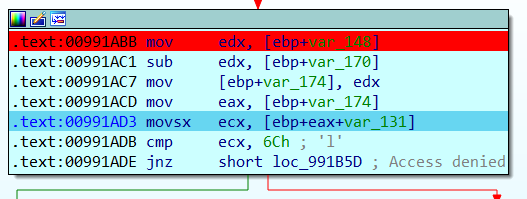 .text:00991ABB mov     edx, [ebp+var_148]
.text:00991AC1 sub     edx, [ebp+var_170]
.text:00991AC7 mov     [ebp+var_174], edx
.text:00991ACD mov     eax, [ebp+var_174]
.text:00991AD3 movsx   ecx, [ebp+eax+var_131]
.text:00991ADB cmp     ecx, 6Ch ; 'l'
.text:00991ADE jnz     short loc_991B5D ; Access denied